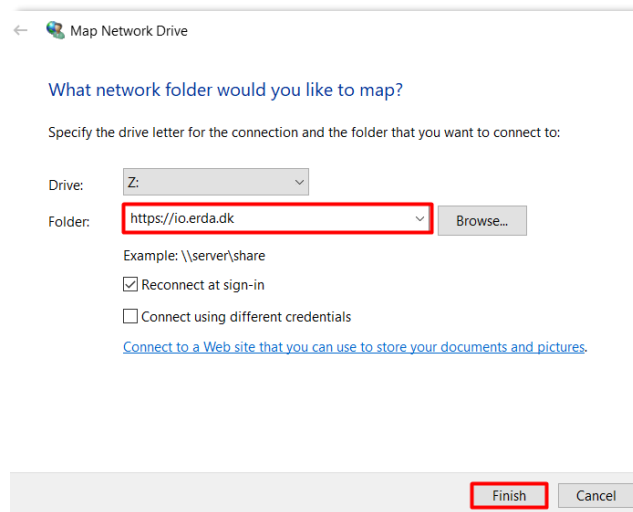 Map Network Drive
What network folder would you like to map?
Specify the drive letter for the connection and the folder that you want to connect to:
Drive: Z:
Folder: https://io.erda.dk Browse...
Example: \\server\share
Reconnect at sign-in
Connect using different credentials
Connect to a Web site that you can use to store your documents and pictures.
Finish Cancel